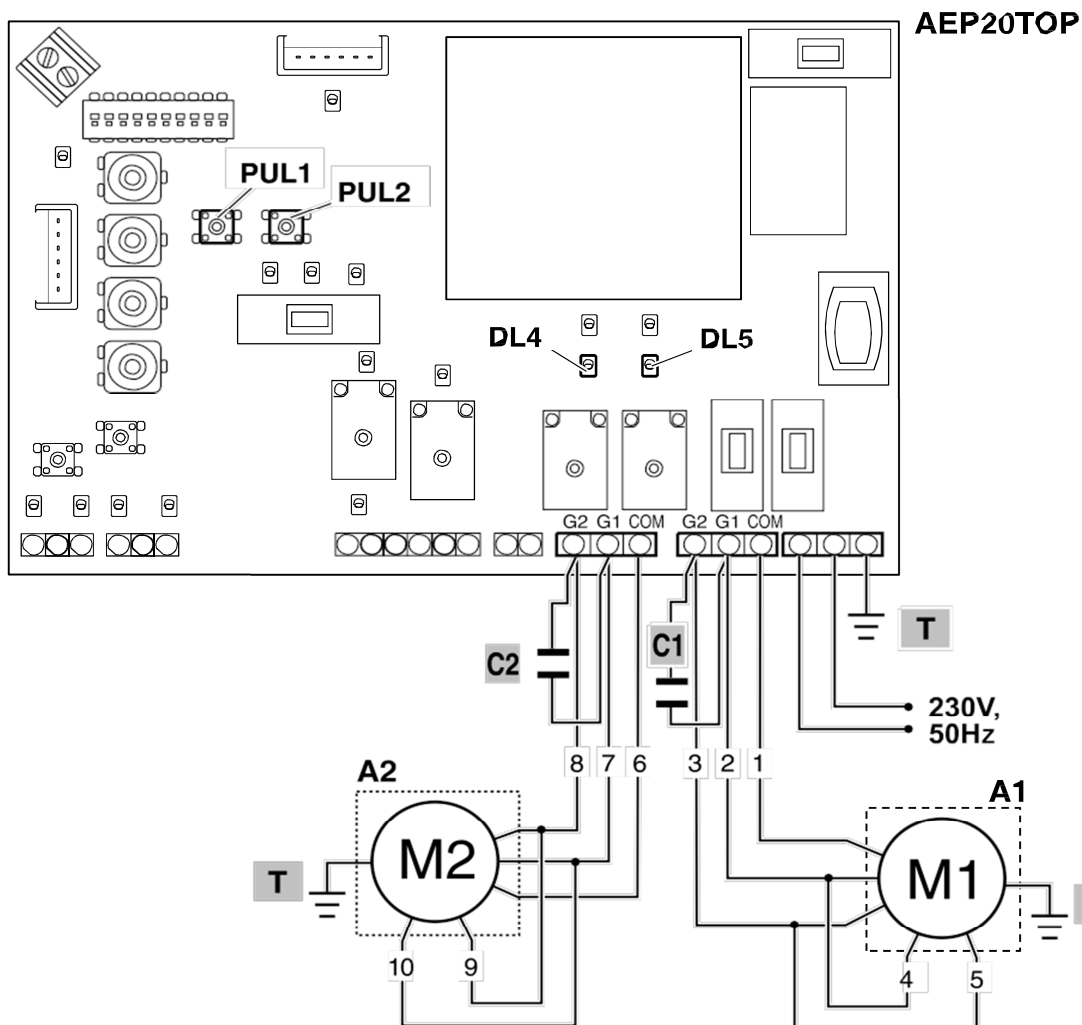 AEP20TOP
PUL1
PUL2
DL4
DL5
G2 G1 COM
G2 G1 COM
T
C2
C1
230V,
50Hz
8 7 6
3 2 1
A2
A1
M2
M1
T
10 9
4 5